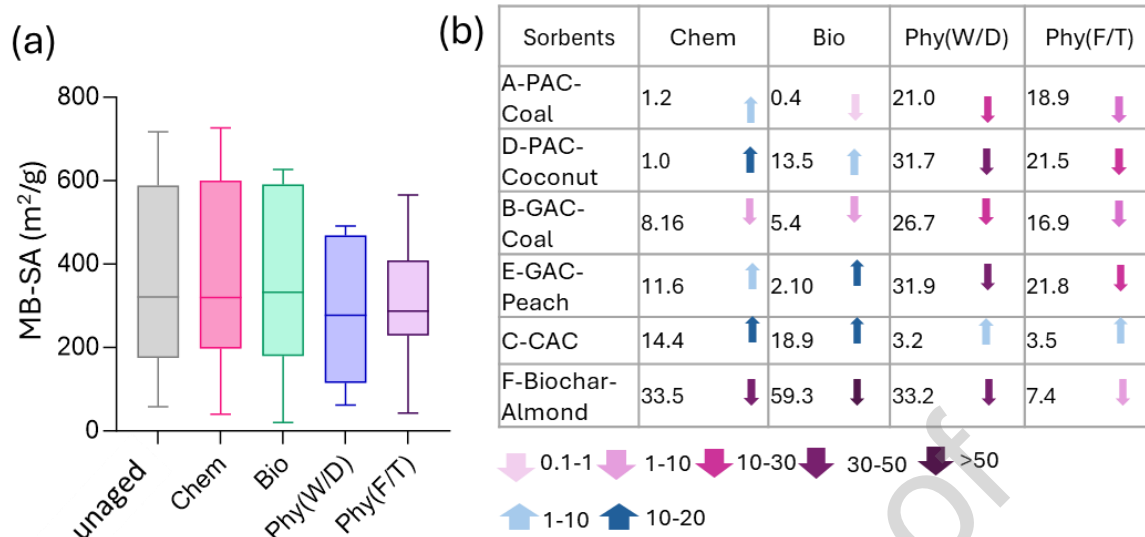 (a)
MB-SA (m²/g)
800
600
400
200
0
unaged
Chem
Bio
Phy(W/D)
Phy(F/T)
(b)
Sorbents Chem Bio Phy(W/D) Phy(F/T)
A-PAC-
Coal
1.2 0.4 21.0 18.9
D-PAC-
Coconut
1.0 13.5 31.7 21.5
B-GAC-
Coal
8.16 5.4 26.7 16.9
E-GAC-
Peach
11.6 2.10 31.9 21.8
C-CAC 14.4 18.9 3.2 3.5
F-Biochar-
Almond
33.5 59.3 33.2 7.4
0.1-1 1-10 10-30 30-50 >50
1-10 10-20
of